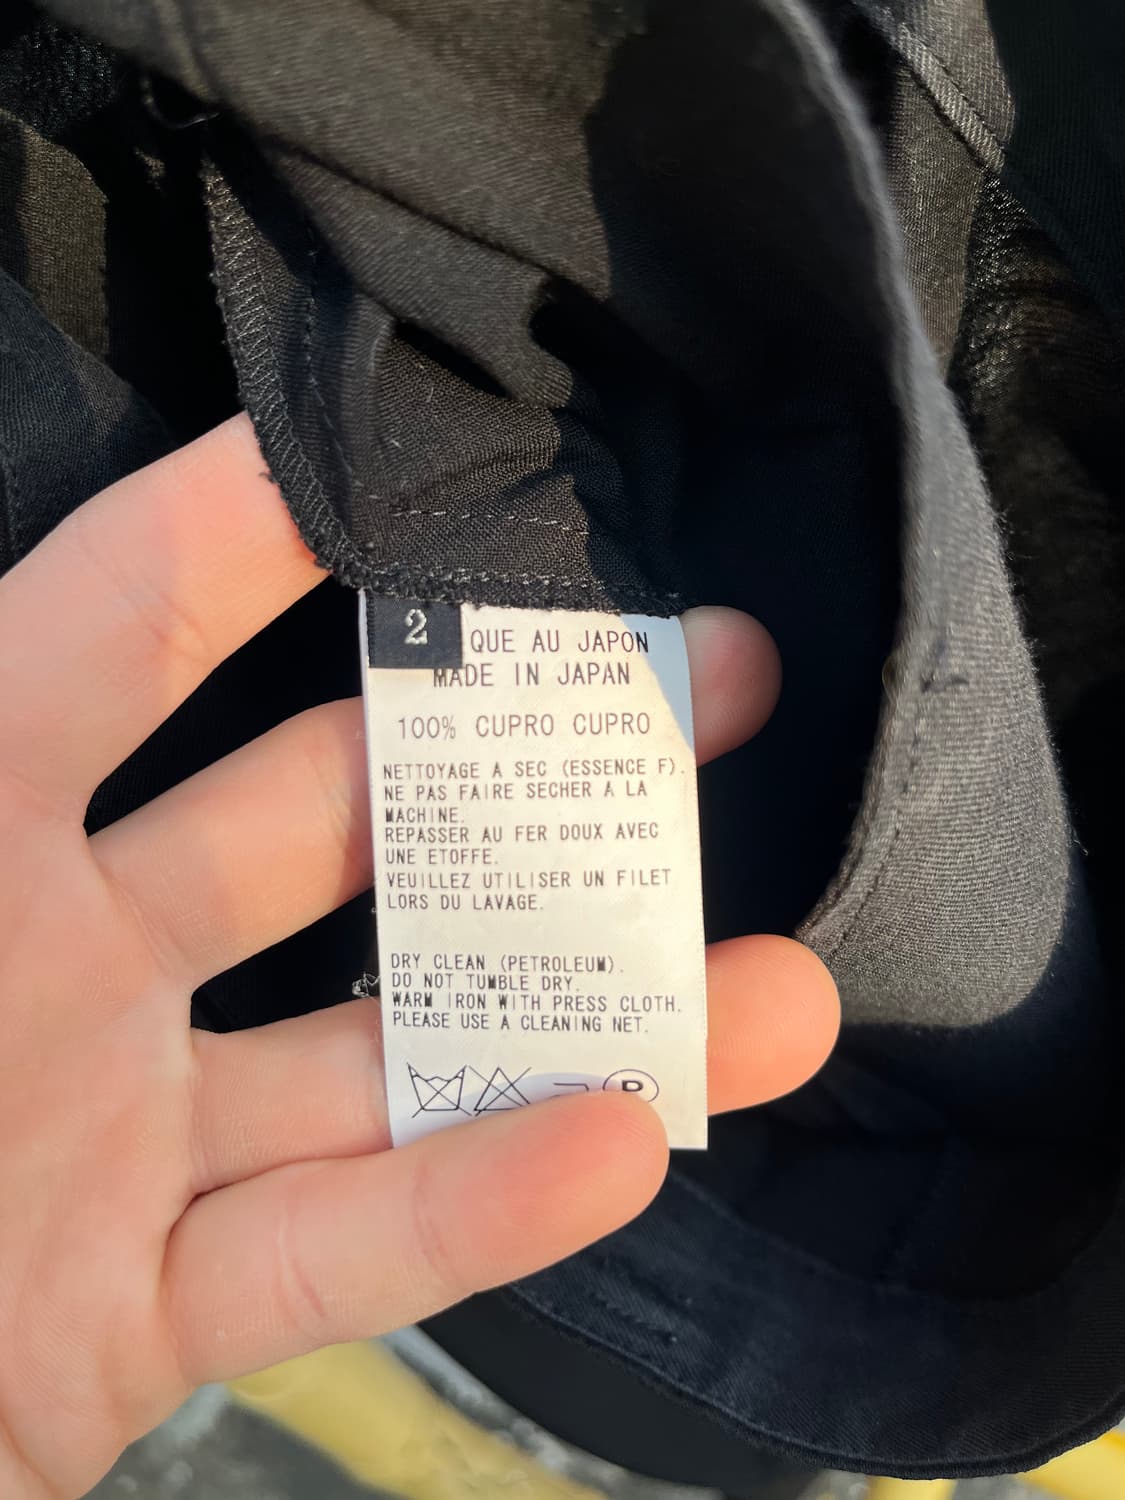 2
QUE AU JAPON
MADE IN JAPAN
100% CUPRO CUPRO
NETTOYAGE A SEC (ESSENCE F).
NE PAS FAIRE SECHER A LA
MACHINE.
REPASSER AU FER DOUX AVEC
UNE ETOFFE.
VEUILLEZ UTILISER UN FILET
LORS DU LAVAGE.
DRY CLEAN (PETROLEUM).
DO NOT TUMBLE DRY.
WARM IRON WITH PRESS CLOTH.
PLEASE USE A CLEANING NET.